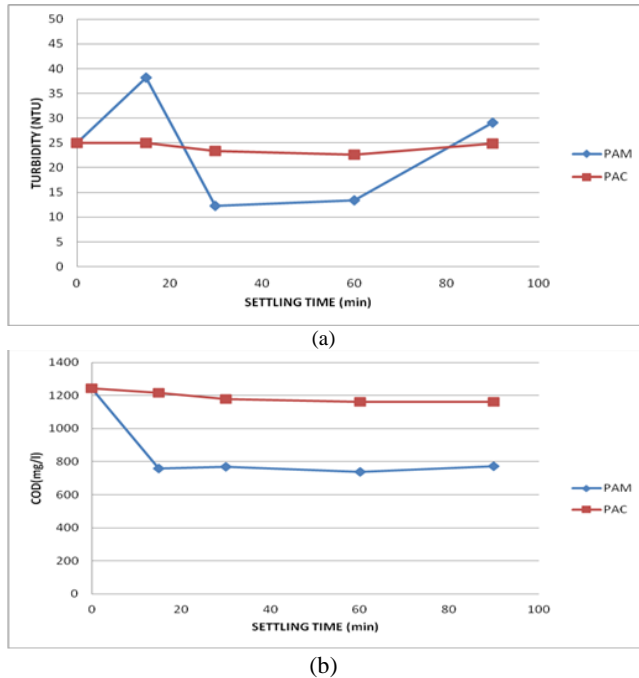 50
45
40
35
30
25
20
15
10
5
0
TURBIDITY (NTU)
0 20 40 60 80 100
SETTLING TIME (min)
PAM
PAC
(a)
1400
1200
1000
800
600
400
200
0
COD(mg/l)
0 20 40 60 80 100
SETTLING TIME (min)
PAM
PAC
(b)